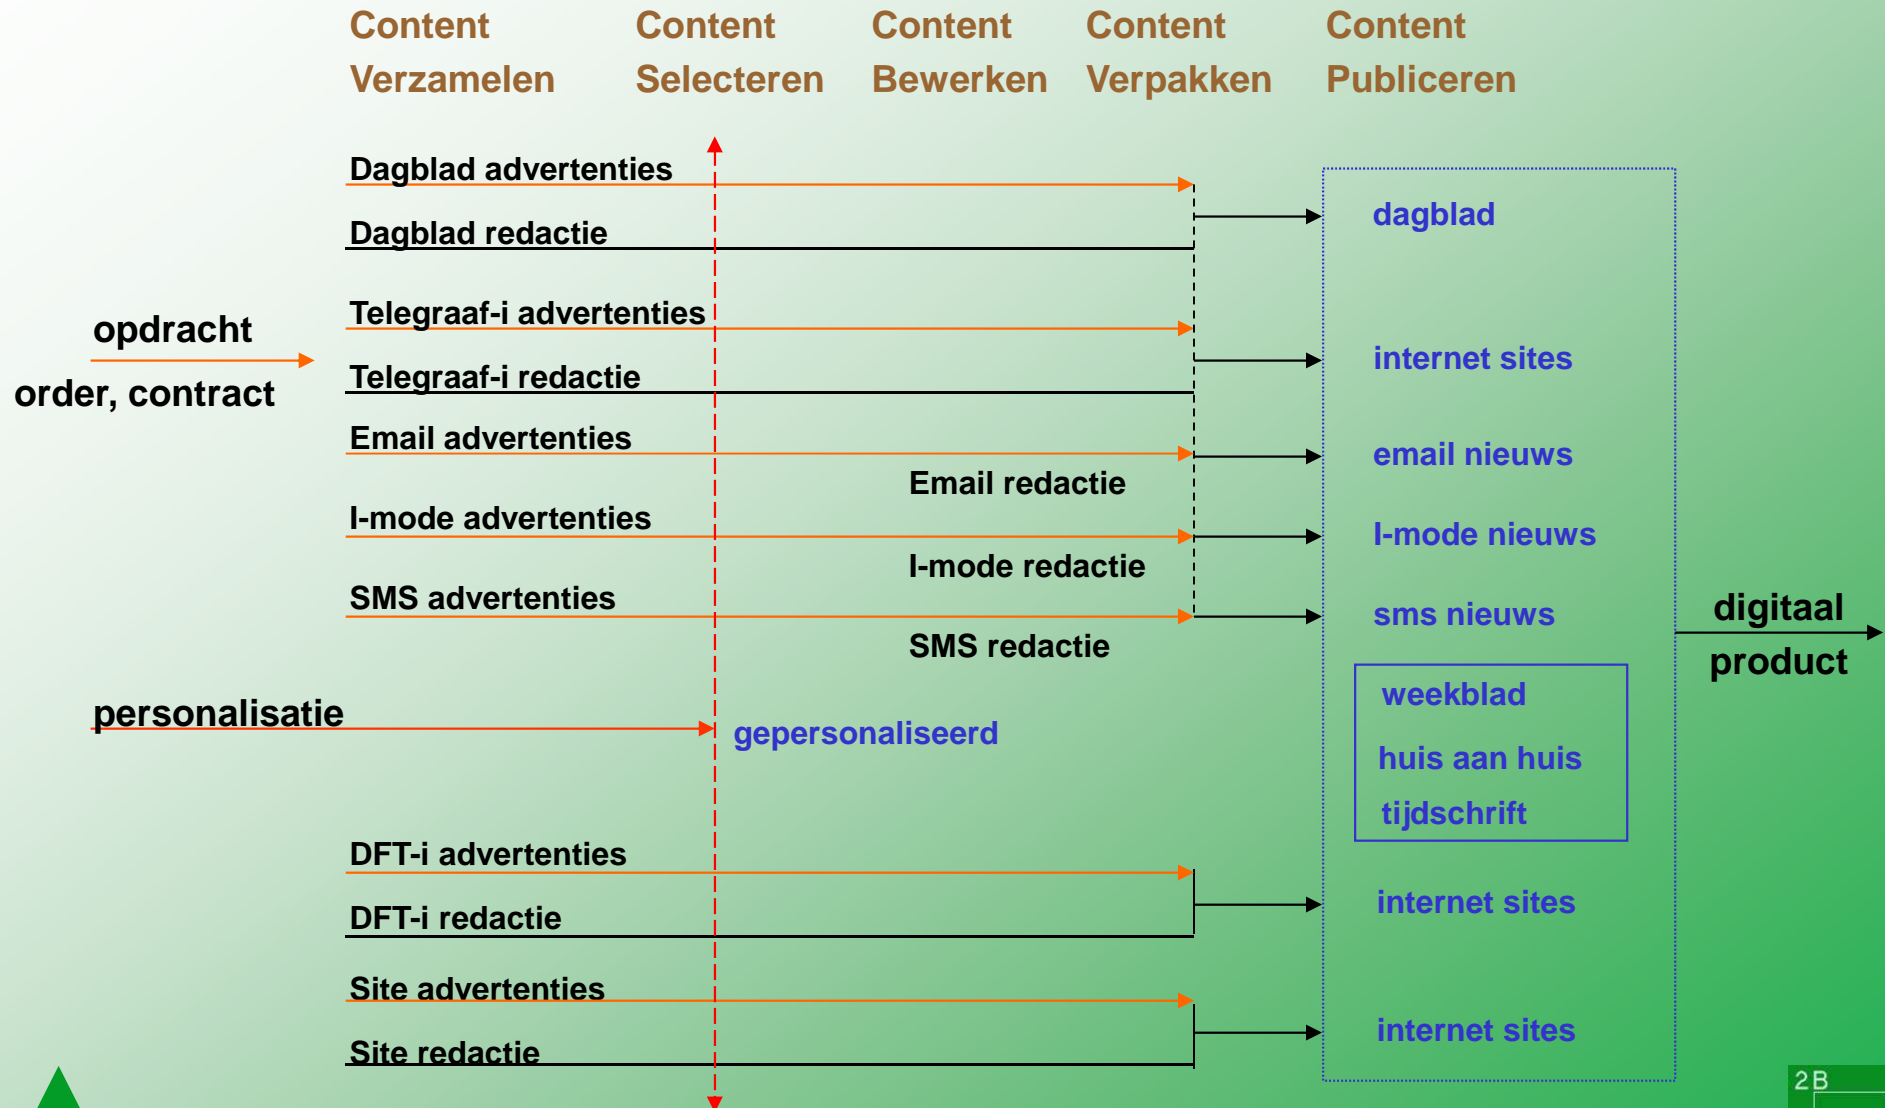 Content Content Content Content Content
Verzamelen Selecteren Bewerken Verpakken Publiceren
Dagblad advertenties
dagblad
Dagblad redactie
Telegraaf-i advertenties
opdracht
internet sites
Telegraaf-i redactie
order, contract
Email advertenties
email nieuws
Email redactie
I-mode advertenties
I-mode nieuws
I-mode redactie
SMS advertenties
sms nieuws
digitaal
SMS redactie
product
weekblad
personalisatie
gepersonaliseerd
huis aan huis
tijdschrift
DFT-i advertenties
internet sites
DFT-i redactie
Site advertenties
internet sites
Site redactie
2B